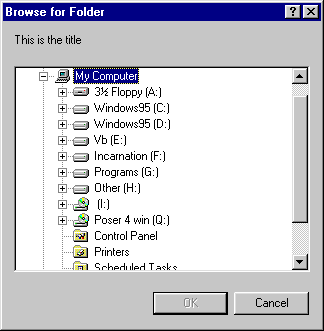 Browse for Folder
This is the title
My Computer
3½ Floppy (A:)
Windows95 (C:)
Windows95 (D:)
Vb (E:)
Incarnation (F:)
Programs (G:)
Other (H:)
(I:)
Poser 4 win (Q:)
Control Panel
Printers
Scheduled Tasks
OK
Cancel